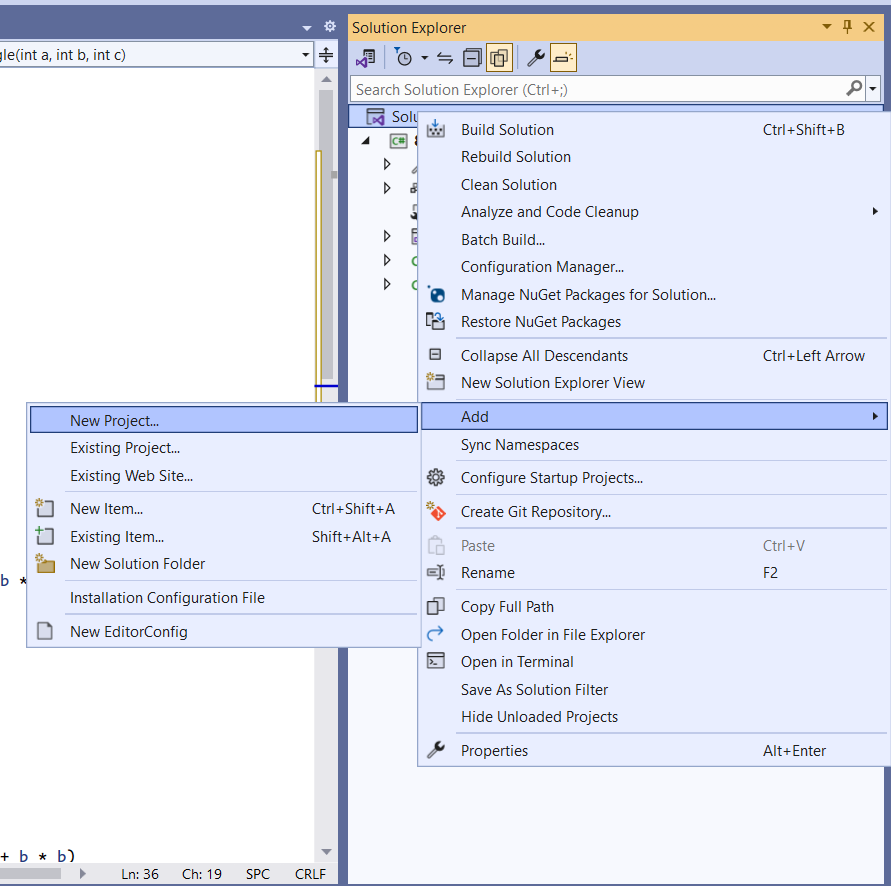 Solution Explorer
gle(int a, int b, int c)
Search Solution Explorer (Ctrl+;)
C#
Build Solution Ctrl+Shift+B
Rebuild Solution
Clean Solution
Analyze and Code Cleanup
Batch Build...
Configuration Manager...
Manage NuGet Packages for Solution...
Restore NuGet Packages
Collapse All Descendants Ctrl+Left Arrow
New Solution Explorer View
Add
Sync Namespaces
Configure Startup Projects...
Create Git Repository...
Paste Ctrl+V
Rename F2
Copy Full Path
Open Folder in File Explorer
Open in Terminal
Save As Solution Filter
Hide Unloaded Projects
Properties Alt+Enter
New Project...
Existing Project...
Existing Web Site...
New Item... Ctrl+Shift+A
Existing Item... Shift+Alt+A
New Solution Folder
Installation Configuration File
New EditorConfig
b *
+ b * b)
Ln: 36 Ch: 19 SPC CRLF